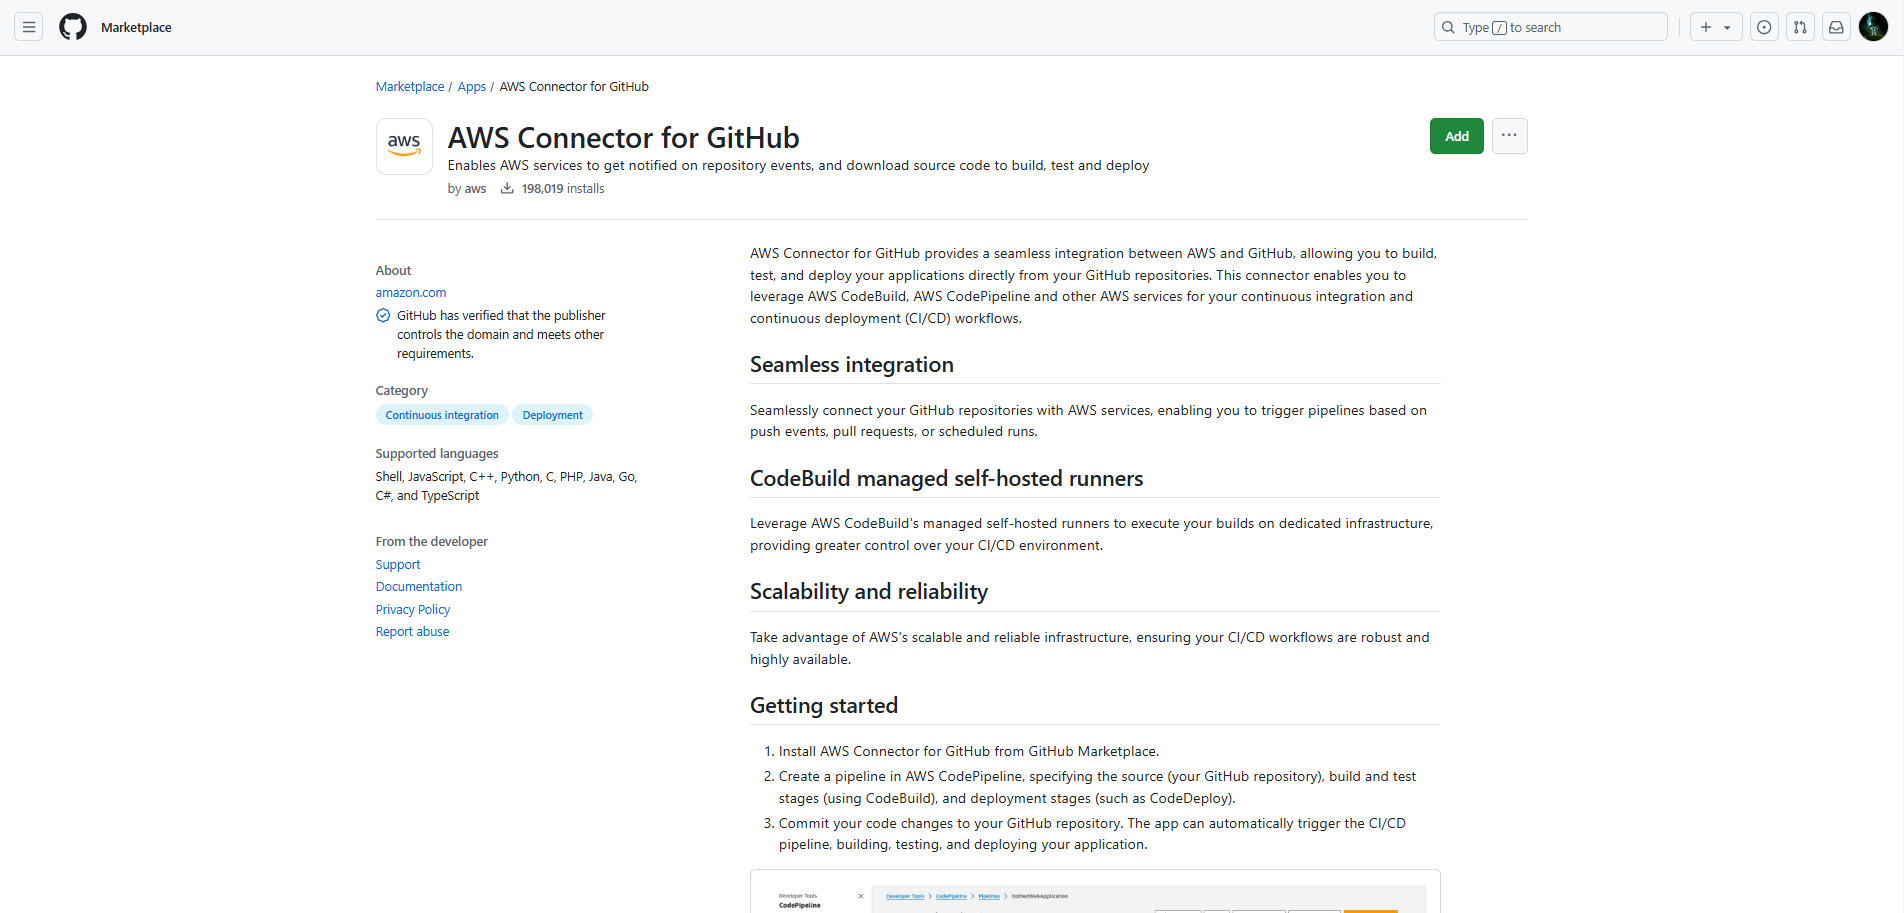 Marketplace
Type / to search
Marketplace / Apps / AWS Connector for GitHub
aws
AWS Connector for GitHub
Add
Enables AWS services to get notified on repository events, and download source code to build, test and deploy
by aws 198,019 installs
About
amazon.com
GitHub has verified that the publisher
controls the domain and meets other
requirements.
Category
Continuous integration
Deployment
Supported languages
Shell, JavaScript, C++, Python, C, PHP, Java, Go,
C#, and TypeScript
From the developer
Support
Documentation
Privacy Policy
Report abuse
AWS Connector for GitHub provides a seamless integration between AWS and GitHub, allowing you to build,
test, and deploy your applications directly from your GitHub repositories. This connector enables you to
leverage AWS CodeBuild, AWS CodePipeline and other AWS services for your continuous integration and
continuous deployment (CI/CD) workflows.
Seamless integration
Seamlessly connect your GitHub repositories with AWS services, enabling you to trigger pipelines based on
push events, pull requests, or scheduled runs.
CodeBuild managed self-hosted runners
Leverage AWS CodeBuild's managed self-hosted runners to execute your builds on dedicated infrastructure,
providing greater control over your CI/CD environment.
Scalability and reliability
Take advantage of AWS's scalable and reliable infrastructure, ensuring your CI/CD workflows are robust and
highly available.
Getting started
1. Install AWS Connector for GitHub from GitHub Marketplace.
2. Create a pipeline in AWS CodePipeline, specifying the source (your GitHub repository), build and test
stages (using CodeBuild), and deployment stages (such as CodeDeploy).
3. Commit your code changes to your GitHub repository. The app can automatically trigger the CI/CD
pipeline, building, testing, and deploying your application.
Developer Tools
CodePipeline
Developer Tools > CodePipeline > Pipelines > DotNetWebApplication